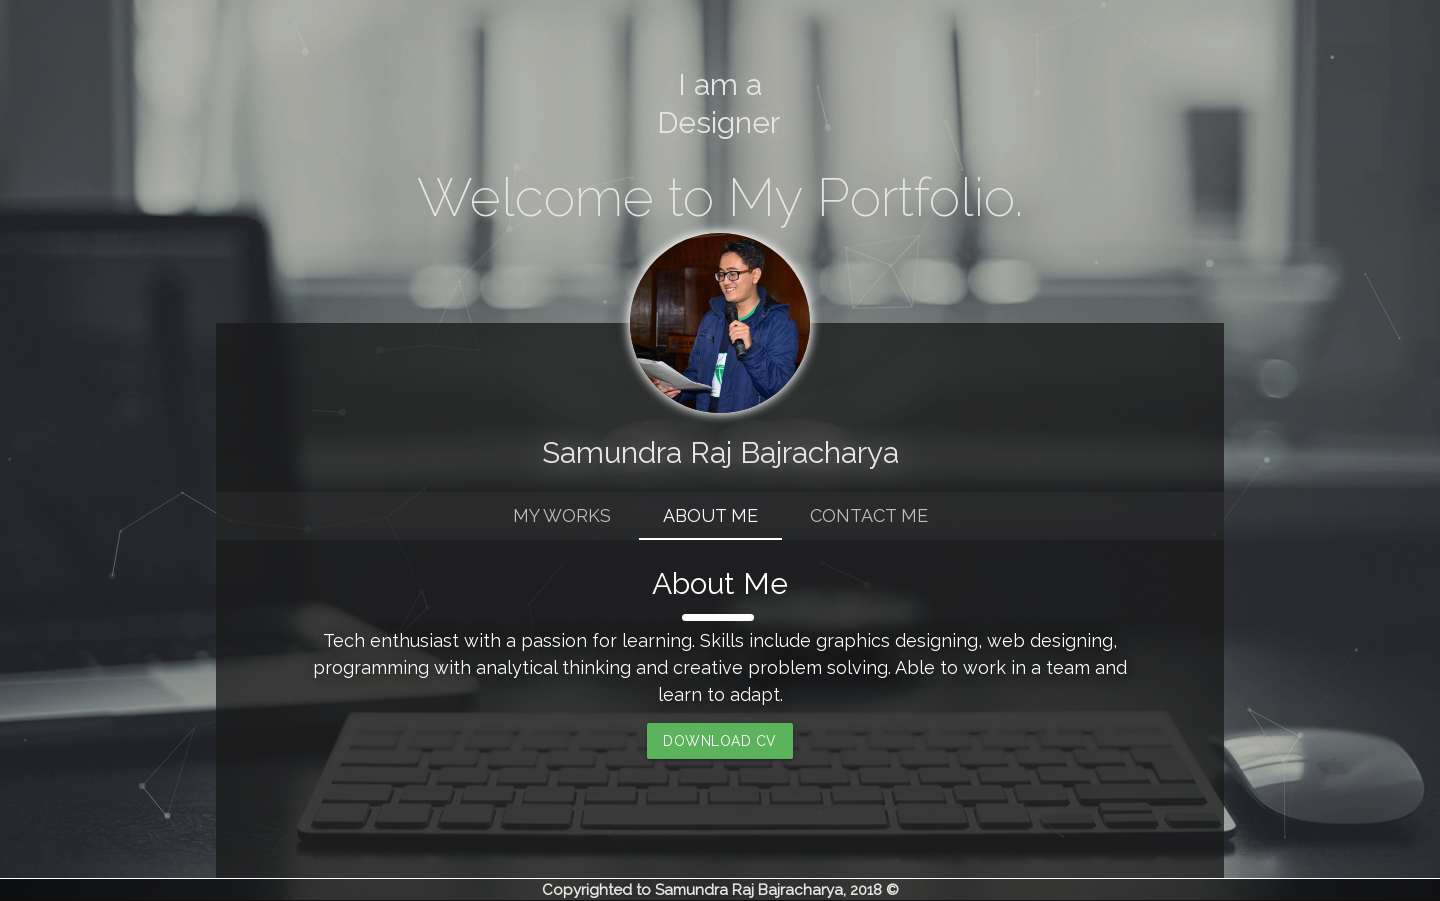 I am a
Designer
Welcome to My Portfolio.
Samundra Raj Bajracharya
MY WORKS
ABOUT ME
CONTACT ME
About Me
Tech enthusiast with a passion for learning. Skills include graphics designing, web designing,
programming with analytical thinking and creative problem solving. Able to work in a team and
learn to adapt.
DOWNLOAD CV
Copyrighted to Samundra Raj Bajracharya, 2018 ©